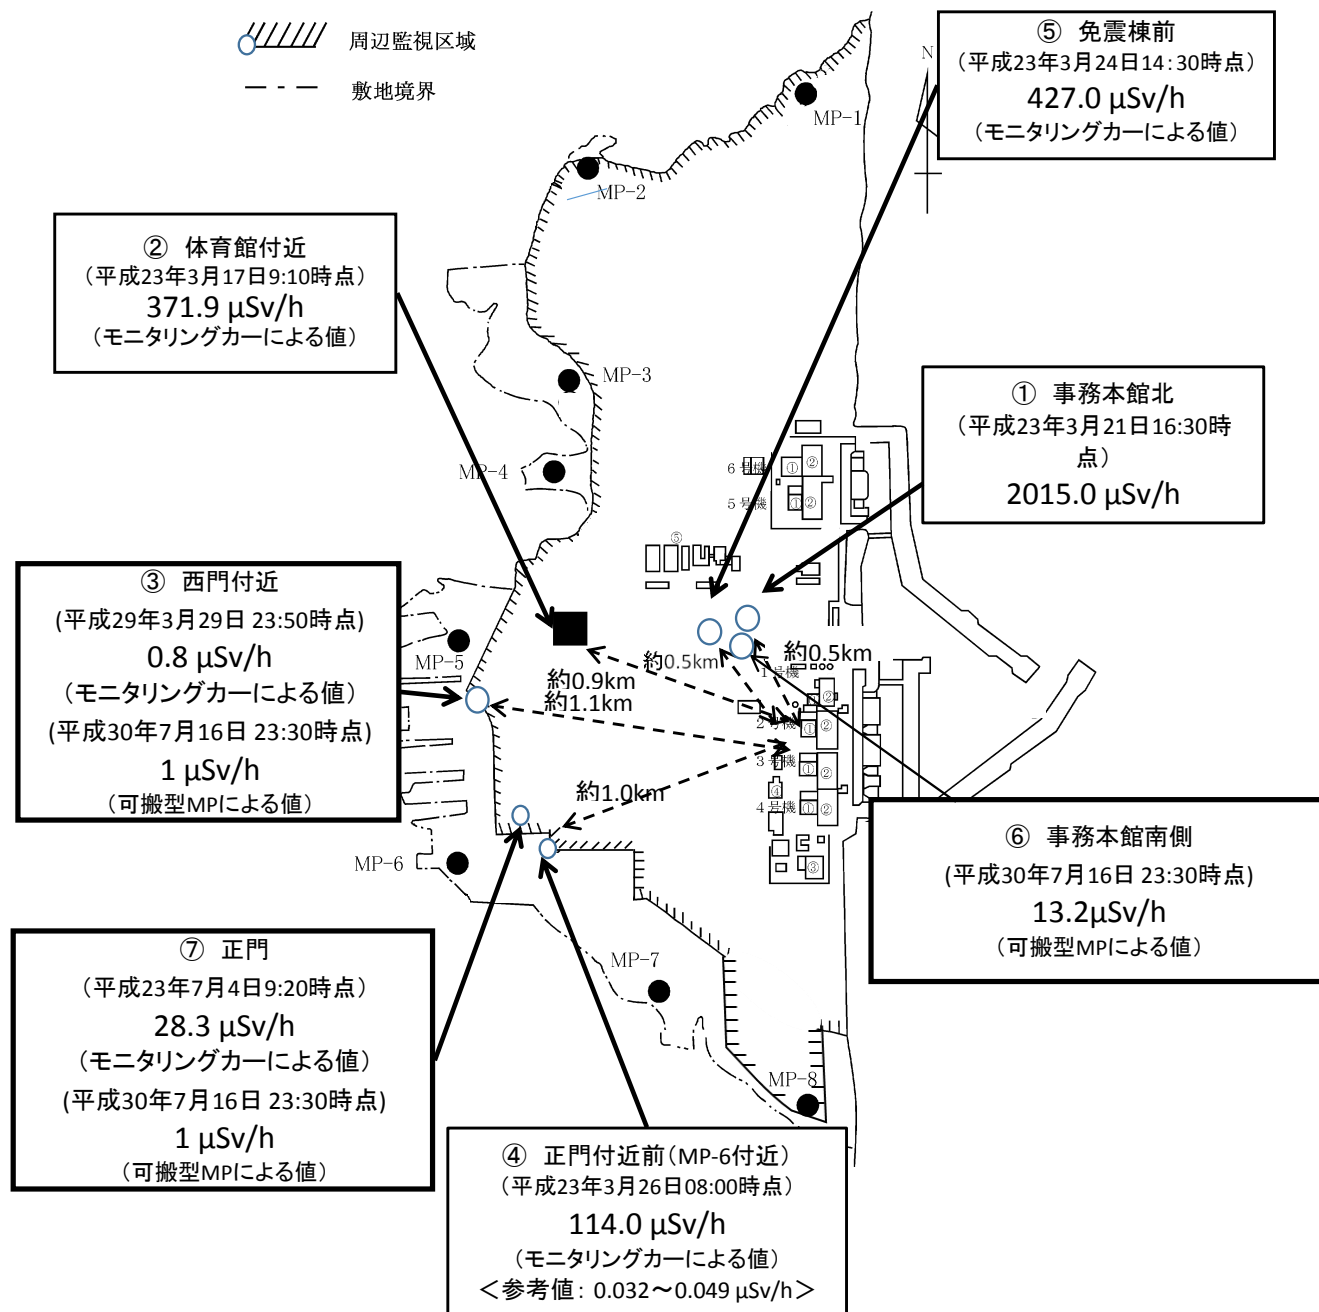 周辺監視区域
敷地境界
⑤ 免震棟前
(平成23年3月24日14:30時点)
427.0 μSv/h
(モニタリングカーによる値)
N
MP-1
MP-2
② 体育館付近
(平成23年3月17日9:10時点)
371.9 μSv/h
(モニタリングカーによる値)
MP-3
① 事務本館北
(平成23年3月21日16:30時
点)
2015.0 μSv/h
MP-4
6号機
① ②
5号機
① ②
⑤
③ 西門付近
(平成29年3月29日 23:50時点)
0.8 μSv/h
(モニタリングカーによる値)
(平成30年7月16日 23:30時点)
1 μSv/h
(可搬型MPによる値)
MP-5
約0.5km
約0.5km
約0.9km
約1.1km
1号機
②
2号機
① ②
3号機
① ②
約1.0km
④
4号機
① ②
③
MP-6
⑥ 事務本館南側
(平成30年7月16日 23:30時点)
13.2μSv/h
(可搬型MPによる値)
⑦ 正門
(平成23年7月4日9:20時点)
28.3 μSv/h
(モニタリングカーによる値)
(平成30年7月16日 23:30時点)
1 μSv/h
(可搬型MPによる値)
MP-7
MP-8
④ 正門付近前(MP-6付近)
(平成23年3月26日08:00時点)
114.0 μSv/h
(モニタリングカーによる値)
<参考値: 0.032~0.049 μSv/h>